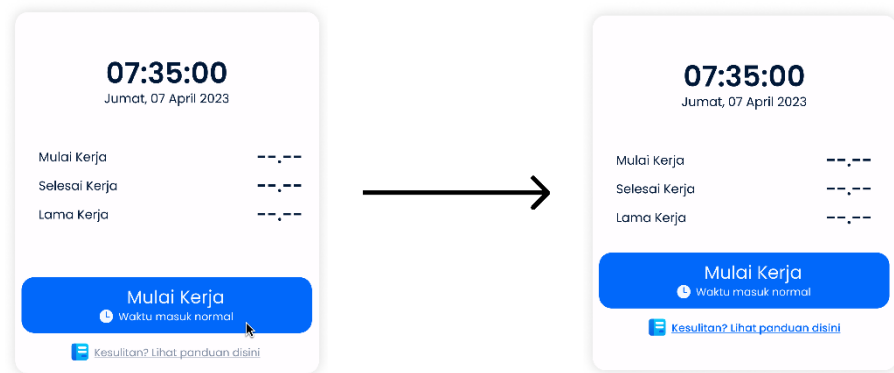 07:35:00
Jumat, 07 April 2023
Mulai Kerja --.--
Selesai Kerja --.--
Lama Kerja --.--
Mulai Kerja
Waktu masuk normal
Kesulitan? Lihat panduan disini
07:35:00
Jumat, 07 April 2023
Mulai Kerja --.--
Selesai Kerja --.--
Lama Kerja --.--
Mulai Kerja
Waktu masuk normal
Kesulitan? Lihat panduan disini